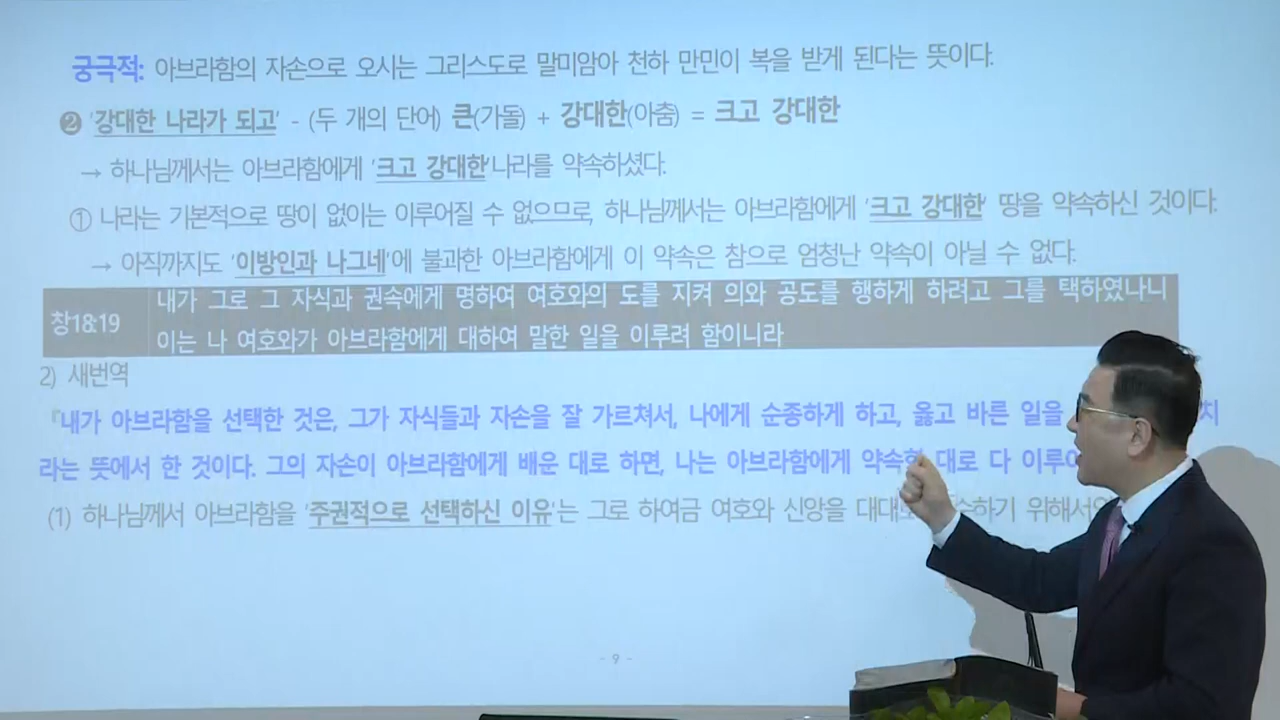 궁극적: 아브라함의 자손으로 오시는 그리스도로 말미암아 천하 만민이 복을 받게 된다는 뜻이다.
❷ '강대한 나라가 되고' - (두 개의 단어) 큰(가돌) + 강대한(아춤) = 크고 강대한
→ 하나님께서는 아브라함에게 '크고 강대한'나라를 약속하셨다.
① 나라는 기본적으로 땅이 없이는 이루어질 수 없으므로, 하나님께서는 아브라함에게 '크고 강대한' 땅을 약속하신 것이다.
→ 아직까지도 '이방인과 나그네'에 불과한 아브라함에게 이 약속은 참으로 엄청난 약속이 아닐 수 없다.
창18:19
내가 그로 그 자식과 권속에게 명하여 여호와의 도를 지켜 의와 공도를 행하게 하려고 그를 택하였나니
이는 나 여호와가 아브라함에게 대하여 말한 일을 이루려 함이니라
2) 새번역
『내가 아브라함을 선택한 것은, 그가 자식들과 자손을 잘 가르쳐서, 나에게 순종하게 하고, 옳고 바른 일을 치
라는 뜻에서 한 것이다. 그의 자손이 아브라함에게 배운 대로 하면, 나는 아브라함에게 약속한 대로 다
(1) 하나님께서 아브라함을 '주권적으로 선택하신 이유'는 그로 하여금 여호와 신앙을 하기
- 9 -